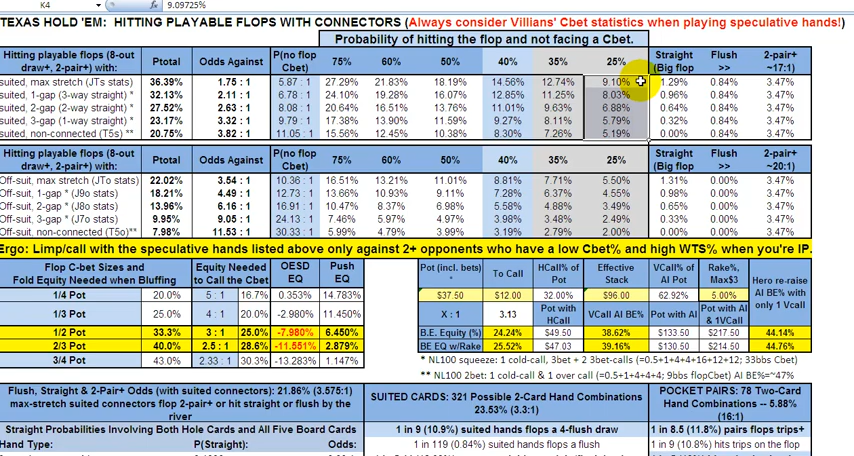 K4 9.09725%
TEXAS HOLD 'EM: HITTING PLAYABLE FLOPS WITH CONNECTORS (Always consider Villians' Cbet statistics when playing speculative hands!)
Probability of hitting the flop and not facing a Cbet.
Hitting playable flops (8-out draw+, 2-pair+) with: Ptotal Odds Against P(no flop Cbet) 75% 60% 50% 40% 35% 25% Straight (Big flop Flush >> 2-pair+ ~17:1)
suited, max stretch (JTs stats) 36.39% 1.75 : 1 5.87 : 1 27.29% 21.83% 18.19% 14.56% 12.74% 9.10% 1.29% 0.84% 3.47%
suited, 1-gap (3-way straight) * 32.13% 2.11 : 1 6.78 : 1 24.10% 19.28% 16.07% 12.85% 11.25% 8.03% 0.96% 0.84% 3.47%
suited, 2-gap (2-way straight) * 27.52% 2.63 : 1 8.08 : 1 20.64% 16.51% 13.76% 11.01% 9.63% 6.88% 0.64% 0.84% 3.47%
suited, 3-gap (1-way straight) * 23.17% 3.32 : 1 9.79 : 1 17.38% 13.90% 11.59% 9.27% 8.11% 5.79% 0.32% 0.84% 3.47%
suited, non-connected (T5s) ** 20.75% 3.82 : 1 11.05 : 1 15.56% 12.45% 10.38% 8.30% 7.26% 5.19% 0.00% 0.84% 3.47%
Hitting playable flops (8-out draw+, 2-pair+) with: Ptotal Odds Against P(no flop Cbet) 75% 60% 50% 40% 35% 25% Straight (Big flop Flush >> 2-pair+ ~20:1)
Off-suit, max stretch (JTo stats) 22.02% 3.54 : 1 10.36 : 1 16.51% 13.21% 11.01% 8.81% 7.71% 5.50% 1.31% 0.00% 3.47%
Off-suit, 1-gap * (J9o stats) 18.21% 4.49 : 1 12.73 : 1 13.66% 10.93% 9.11% 7.28% 6.37% 4.55% 0.98% 0.00% 3.47%
Off-suit, 2-gap * (J8o stats) 13.96% 6.16 : 1 16.91 : 1 10.47% 8.37% 6.98% 5.58% 4.88% 3.49% 0.65% 0.00% 3.47%
Off-suit, 3-gap * (J7o stats) 9.95% 9.05 : 1 24.13 : 1 7.46% 5.97% 4.97% 3.98% 3.48% 2.49% 0.33% 0.00% 3.47%
Off-suit, non-connected (T5o)** 7.98% 11.53 : 1 30.33 : 1 5.99% 4.79% 3.99% 3.19% 2.79% 2.00% 0.00% 0.00% 3.47%
Ergo: Limp/call with the speculative hands listed above only against 2+ opponents who have a low Cbet% and high WTS% when you're IP.
Flop C-bet Sizes and Fold Equity Needed when Bluffing Equity Needed to Call the Cbet OESD EQ Push EQ
1/4 Pot 20.0% 5 : 1 16.7% 0.353% 14.783%
1/3 Pot 25.0% 4 : 1 20.0% -2.980% 11.450%
1/2 Pot 33.3% 3 : 1 25.0% -7.980% 6.450%
2/3 Pot 40.0% 2.5 : 1 28.6% -11.551% 2.879%
3/4 Pot 43.0% 2.33 : 1 30.3% -13.283% 1.147%
Pot (incl. bets) * To Call HCall% of Pot Effective Stack VCall% of AI Pot Rake%, Max$3 Hero re-raise AI BE% with only 1 Vcall
$37.50 $12.00 32.00% $96.00 62.92% 5.00%
X : 1 3.13 Pot with HCall VCall AI BE% Pot with AI Pot with AI & 1VCall
B.E. Equity (%) 24.24% $49.50 38.62% $133.50 $217.50 44.14%
BE EQ w/Rake 25.52% $47.03 39.16% $130.50 $214.50 44.76%
* NL100 squeeze: 1 cold-call, 3bet + 2 3bet-calls (=0.5+1+4+4+16+12+12; 33bbs Cbet)
** NL100 2bet: 1 cold-call & 1 over call (=0.5+1+4+4+4; 9bbs flopCbet) AI BE%=~47%
Flush, Straight & 2-Pair+ Odds (with suited connectors): 21.86% (3.575:1)
max-stretch suited connectors flop 2-pair+ or hit straight or flush by the river
Straight Probabilities Involving Both Hole Cards and All Five Board Cards
Hand Type: P(Straight): Odds:
SUITED CARDS: 321 Possible 2-Card Hand Combinations
23.53% (3.3:1)
1 in 9 (10.9%) suited hands flops a 4-flush draw
1 in 119 (0.84%) suited hands flops a flush
POCKET PAIRS: 78 Two-Card Hand Combinations -- 5.88% (16:1)
1 in 8.5 (11.8%) pairs flops trips+
1 in 9 (10.8%) hits trips on the flop